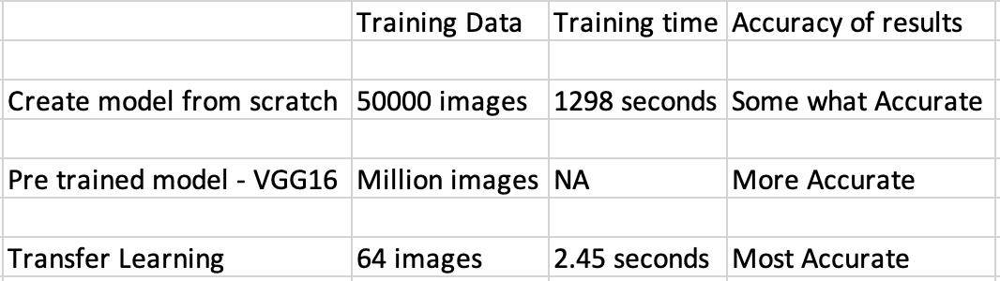 Training Data Training time Accuracy of results
Create model from scratch 50000 images 1298 seconds Some what Accurate
Pre trained model - VGG16 Million images NA More Accurate
Transfer Learning 64 images 2.45 seconds Most Accurate